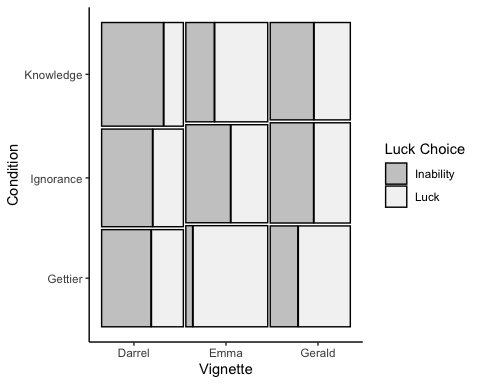 Condition
Knowledge
Ignorance
Gettier
Darrel Emma Gerald
Vignette
Luck Choice
Inability
Luck